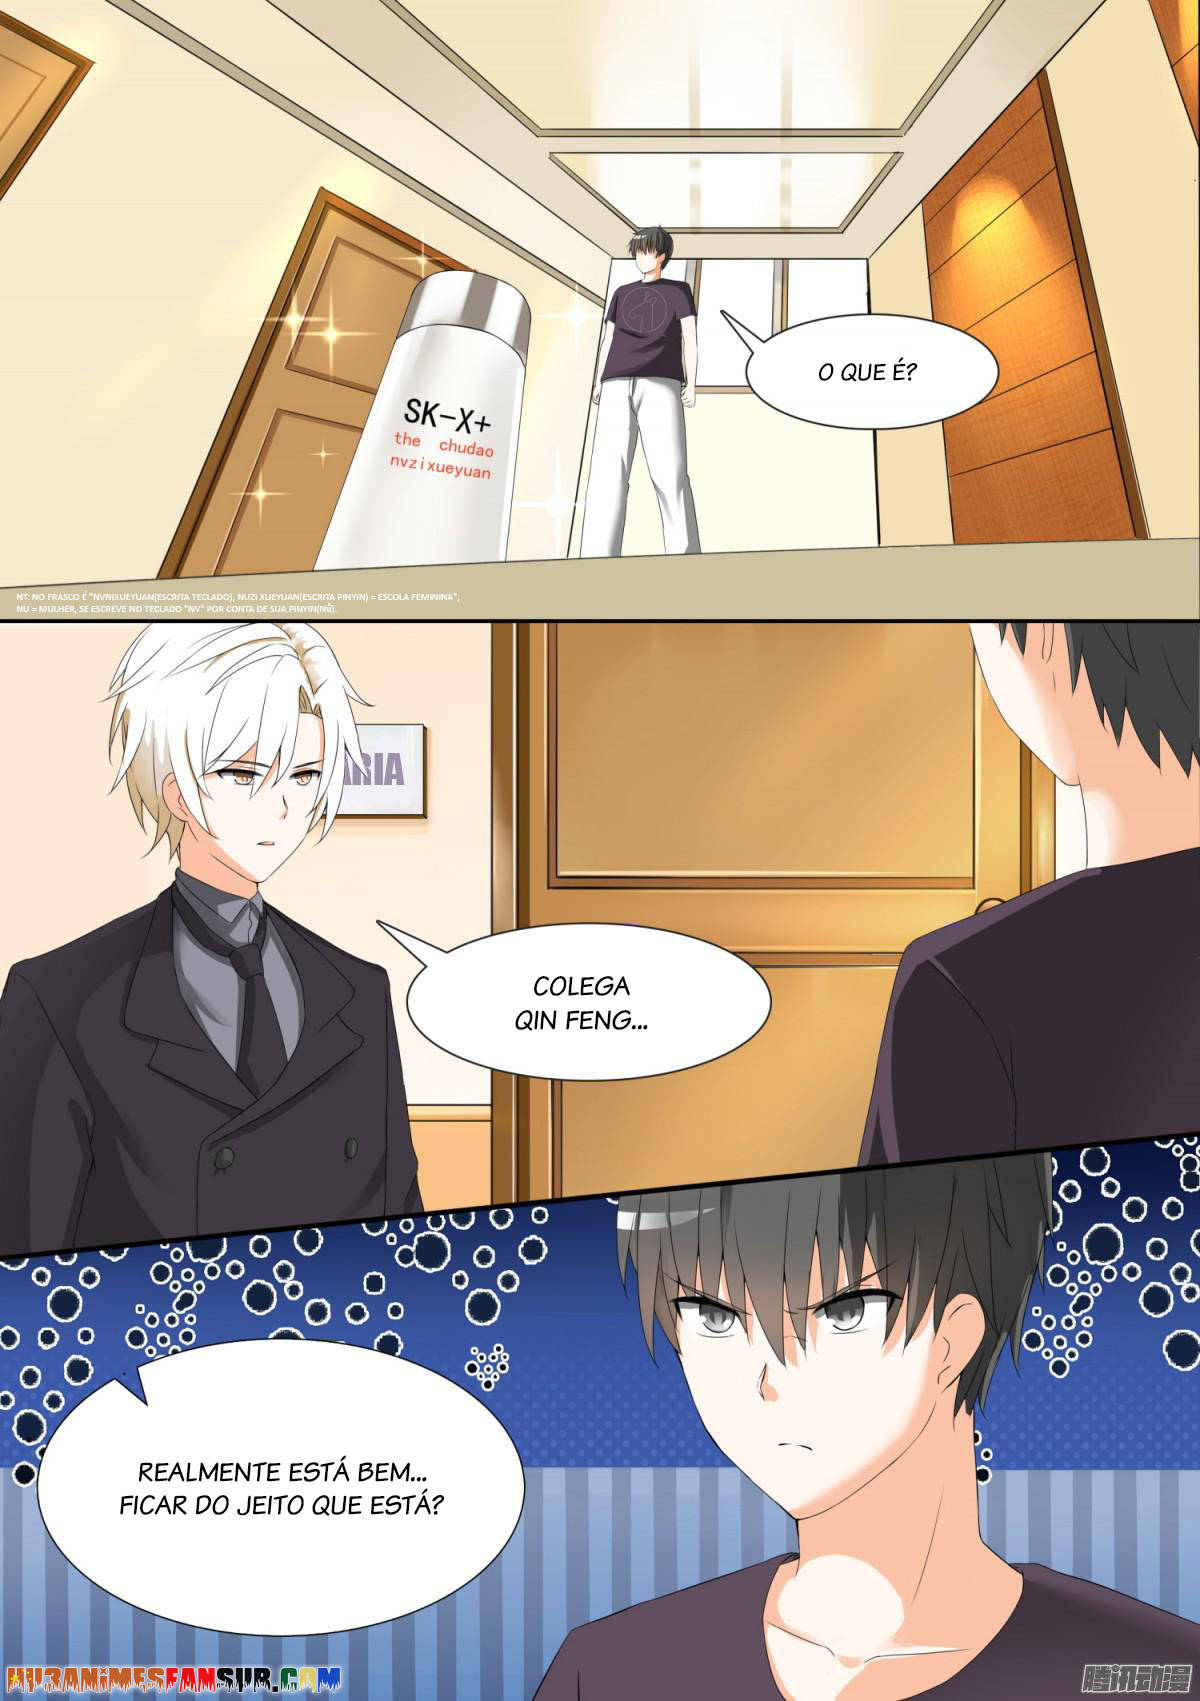 O QUE É?
SK-X+
the chudao
nvzixueyuan
NT: NO FRASCO É "NVNIXUEYUAN(ESCRITA TECLADO), NUZI XUEYUAN(ESCRITA PINYIN) = ESCOLA FEMININA",
NU = MULHER, SE ESCREVE NO TECLADO "NV" POR CONTA DE SUA PINYIN(Nǚ).
ARIA
COLEGA
QIN FENG...
REALMENTE ESTÁ BEM...
FICAR DO JEITO QUE ESTÁ?
HU3ANIMESFANSUB.COM
腾讯动漫